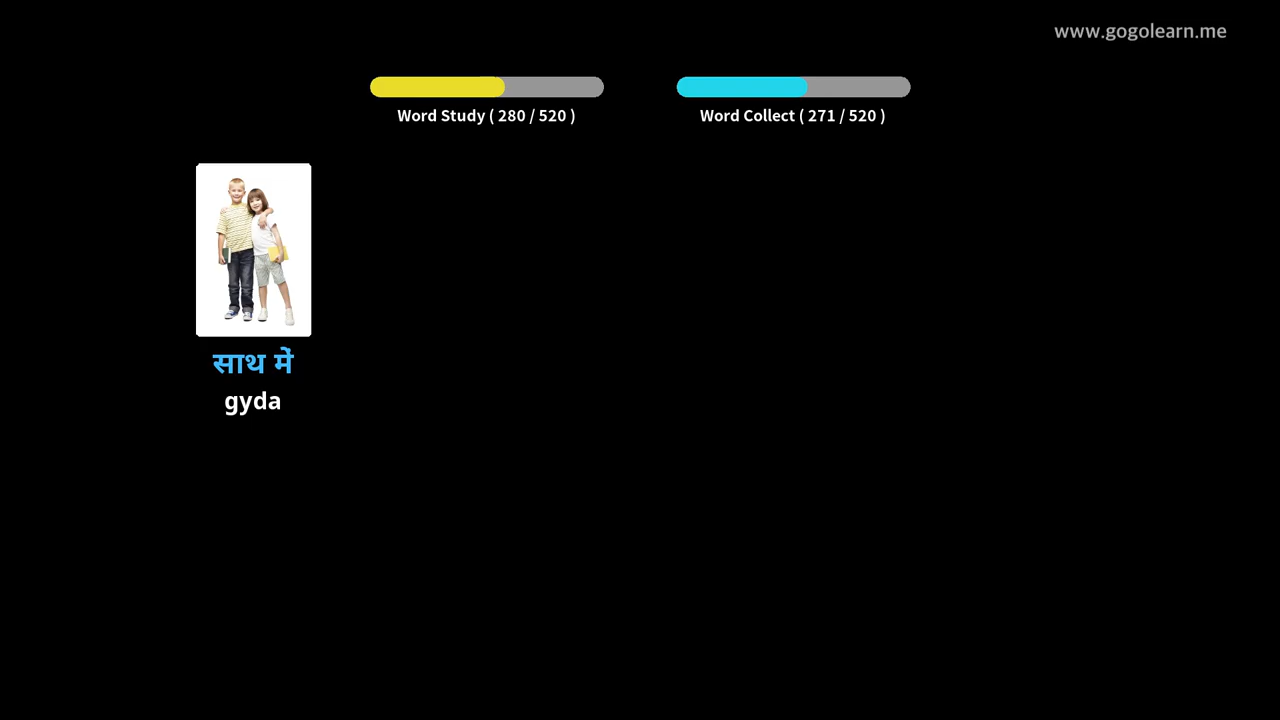 www.gogolearn.me
Word Study ( 280 / 520 )
Word Collect ( 271 / 520 )
साथ में
gyda